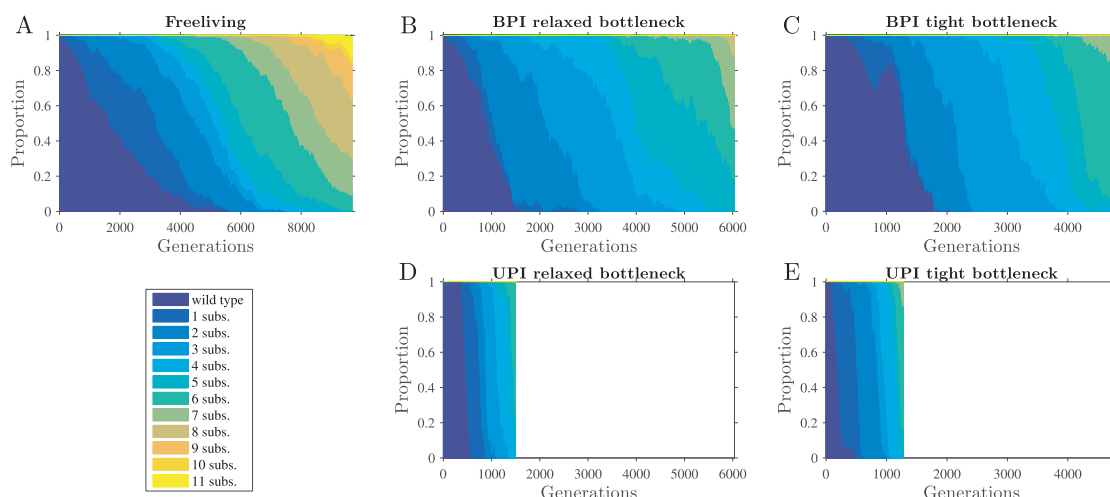 A
Freeliving
Proportion
1
0.8
0.6
0.4
0.2
0
0 2000 4000 6000 8000
Generations
B
BPI relaxed bottleneck
Proportion
1
0.8
0.6
0.4
0.2
0
0 1000 2000 3000 4000 5000 6000
Generations
C
BPI tight bottleneck
Proportion
1
0.8
0.6
0.4
0.2
0
0 1000 2000 3000 4000
Generations
wild type
1 subs.
2 subs.
3 subs.
4 subs.
5 subs.
6 subs.
7 subs.
8 subs.
9 subs.
10 subs.
11 subs.
D
UPI relaxed bottleneck
Proportion
1
0.8
0.6
0.4
0.2
0
0 1000 2000 3000 4000 5000 6000
Generations
E
UPI tight bottleneck
Proportion
1
0.8
0.6
0.4
0.2
0
0 1000 2000 3000 4000
Generations